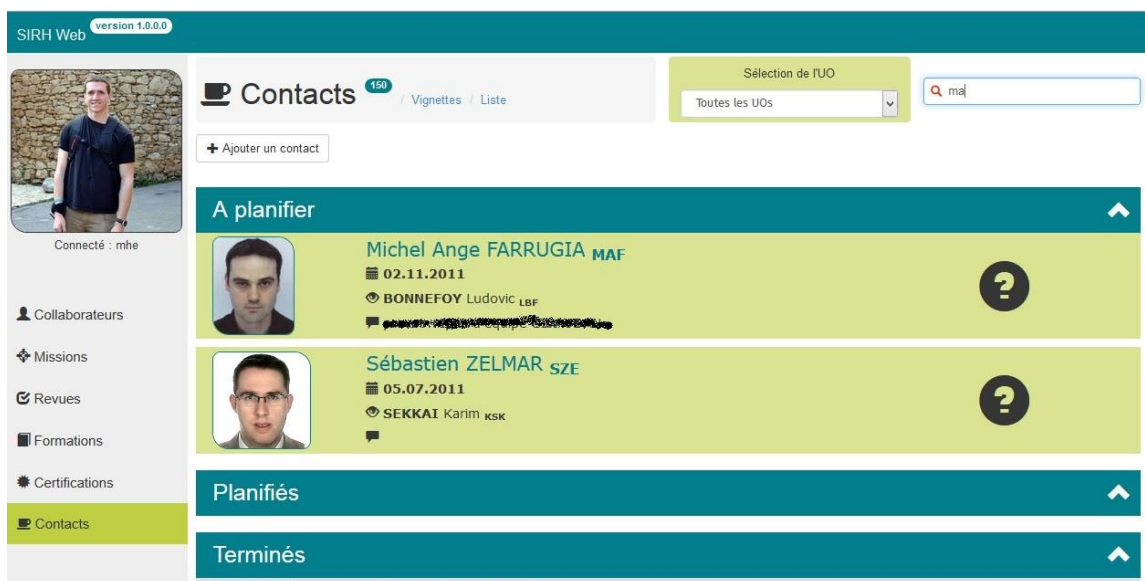 SIRH Web version 1.0.0.0
Contacts 150 / Vignettes / Liste
Sélection de l'UO
Toutes les UOs
ma
Ajouter un contact
Connecté : mhe
Collaborateurs
Missions
Revues
Formations
Certifications
Contacts
A planifier
Michel Ange FARRUGIA MAF
02.11.2011
BONNEFOY Ludovic LBF
?
Sébastien ZELMAR SZE
05.07.2011
SEKKAI Karim KSK
?
Planifiés
Terminés